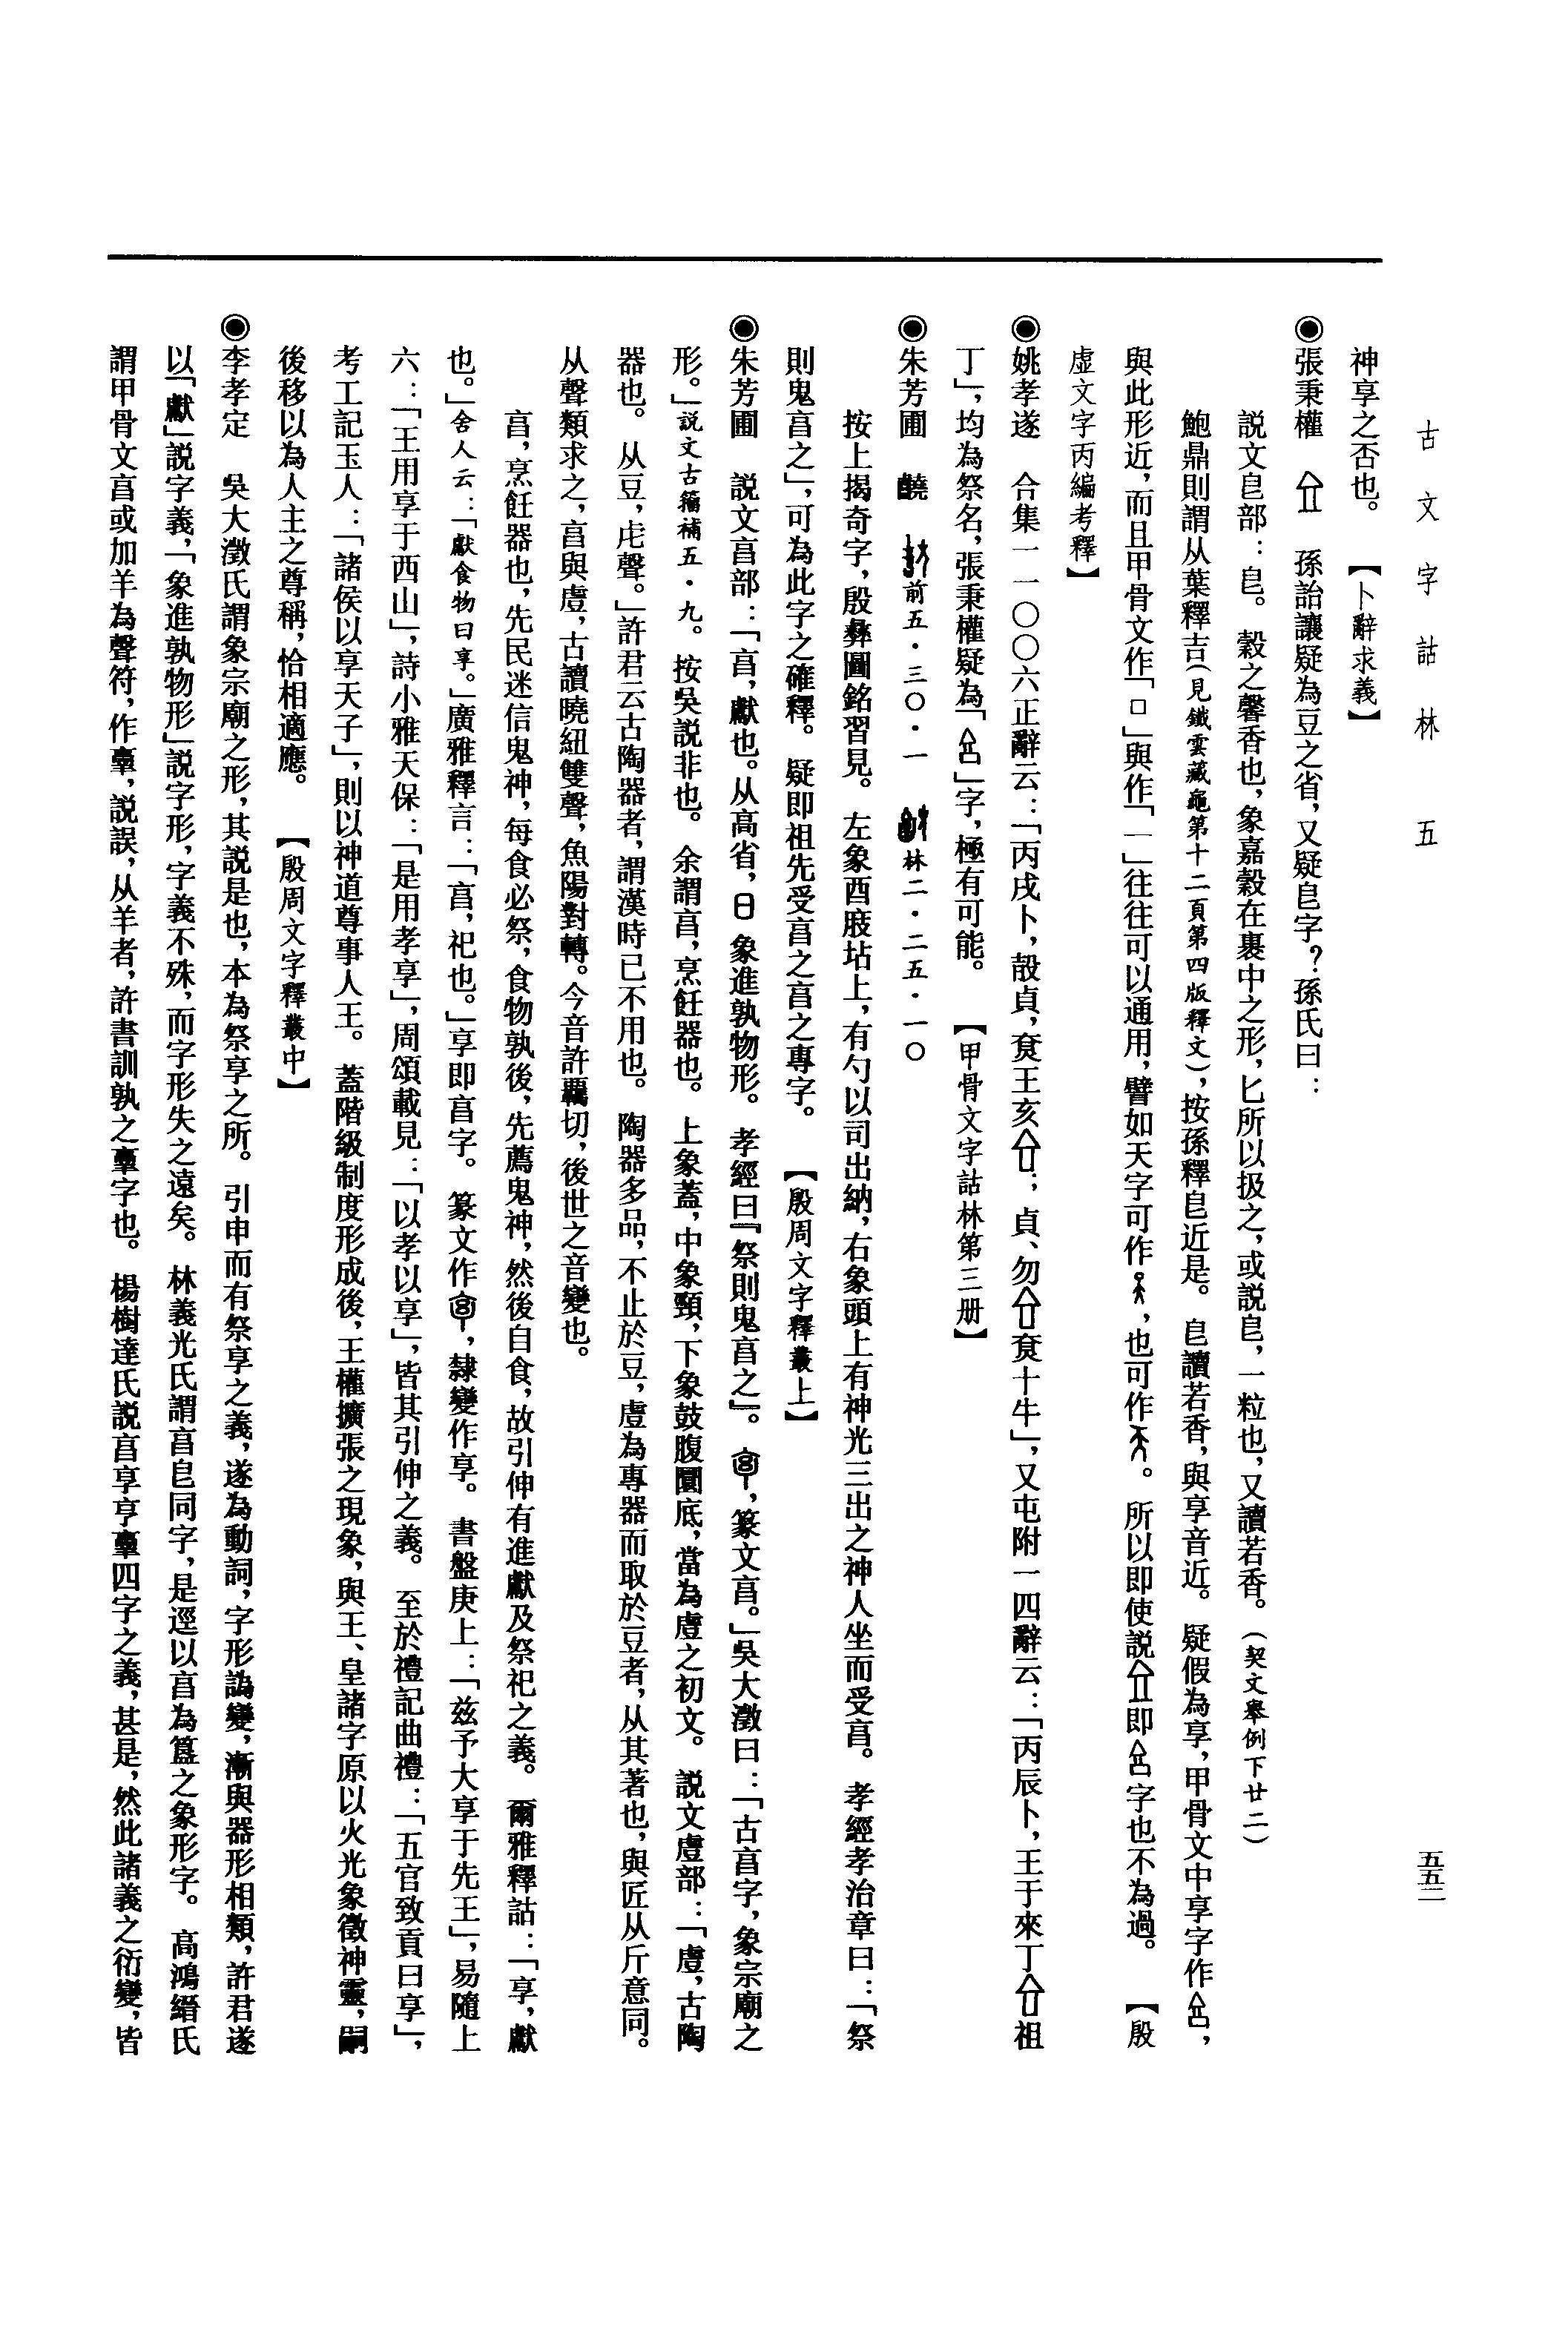 古文字詁林 五
五五二
神享之否也。 【卜辭求義】
◉張秉權 孫詒讓疑為豆之省，又疑皀字？孫氏曰：
説文皀部：皀。穀之馨香也，象嘉穀在裹中之形，匕所以扱之，或説皀，一粒也，又讀若香。（契文舉例下廿二）
鮑鼎則謂从葉釋吉（見鐵雲藏龜第十二頁第四版釋文），按孫釋皀近是。皀讀若香，與享音近。疑假為享，甲骨文中享字作，
與此形近，而且甲骨文作「□」與作「一」往往可以通用，譬如天字可作，也可作。所以即使説即字也不為過。 【殷
虛文字丙編考釋】
◉姚孝遂 合集一一〇〇六正辭云：「丙戌卜，㱿貞，㞢王亥；貞、勿十牛」，又屯附一四辭云：「丙辰卜，王于來丁祖
丁」，均為祭名，張秉權疑為「」字，極有可能。 【甲骨文字詁林第三册】
◉朱芳圃 前五·三〇·一 林二·二五·一〇
按上揭奇字，殷彝圖銘習見。左象酉庪坫上，有勺以司出納，右象頭上有神光三出之神人坐而受亯。孝經孝治章曰：「祭
則鬼亯之」，可為此字之確釋。疑即祖先受亯之亯之專字。 【殷周文字釋叢上】
◉朱芳圃 説文亯部：「亯，獻也。从高省，曰象進孰物形。孝經曰『祭則鬼亯之』。，篆文亯。」吳大澂曰：「古亯字，象宗廟之
形。」説文古籀補五·九。按吳説非也。余謂亯，烹飪器也。上象蓋，中象頸，下象鼓腹圜底，當為䖒之初文。説文䖒部：「䖒，古陶
器也。从豆，虍聲。」許君云古陶器者，謂漢時已不用也。陶器多品，不止於豆，䖒為專器而取於豆者，从其著也，與匠从斤意同。
从聲類求之，亯與䖒，古讀曉紐雙聲，魚陽對轉。今音許羈切，後世之音變也。
亯，烹飪器也，先民迷信鬼神，每食必祭，食物孰後，先薦鬼神，然後自食，故引伸有進獻及祭祀之義。爾雅釋詁：「享，獻
也。」舍人云：「獻食物曰享。」廣雅釋言：「亯，祀也。」享即亯字。篆文作，隸變作享。書盤庚上：「茲予大享于先王」，易隨上
六：「王用享于西山」，詩小雅天保：「是用孝享」，周頌載見：「以孝以享」，皆其引伸之義。至於禮記曲禮：「五官致貢曰享」，
考工記玉人：「諸侯以享天子」，則以神道尊事人王。蓋階級制度形成後，王權擴張之現象，與王、皇諸字原以火光象徵神靈，嗣
後移以為人主之尊稱，恰相適應。 【殷周文字釋叢中】
◉李孝定 吳大澂氏謂象宗廟之形，其説是也，本為祭享之所。引申而有祭享之義，遂為動詞，字形譌變，漸與器形相類，許君遂
以「獻」説字義，「象進孰物形」説字形，字義不殊，而字形失之遠矣。林義光氏謂亯皀同字，是逕以亯為簋之象形字。高鴻縉氏
謂甲骨文亯或加羊為聲符，作𦎫，説誤，从羊者，許書訓孰之𦎫字也。楊樹達氏説亯享亨𦎫四字之義，甚是，然此諸義之衍變，皆